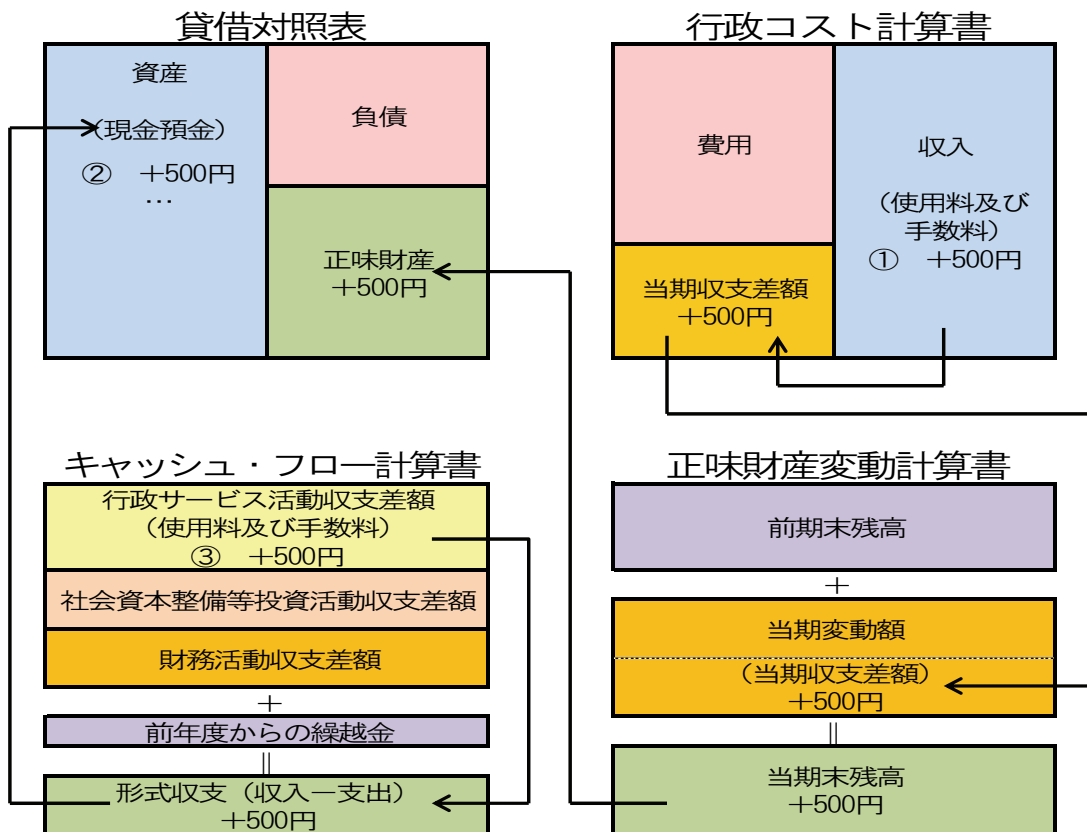 貸借対照表
資産
（現金預金）
② ＋500円
…
負債
正味財産
＋500円
行政コスト計算書
費用
収入
（使用料及び
手数料）
① ＋500円
当期収支差額
＋500円
キャッシュ・フロー計算書
行政サービス活動収支差額
（使用料及び手数料）
③ ＋500円
社会資本整備等投資活動収支差額
財務活動収支差額
＋
前年度からの繰越金
||
形式収支（収入－支出）
＋500円
正味財産変動計算書
前期末残高
＋
当期変動額
（当期収支差額）
＋500円
||
当期末残高
＋500円